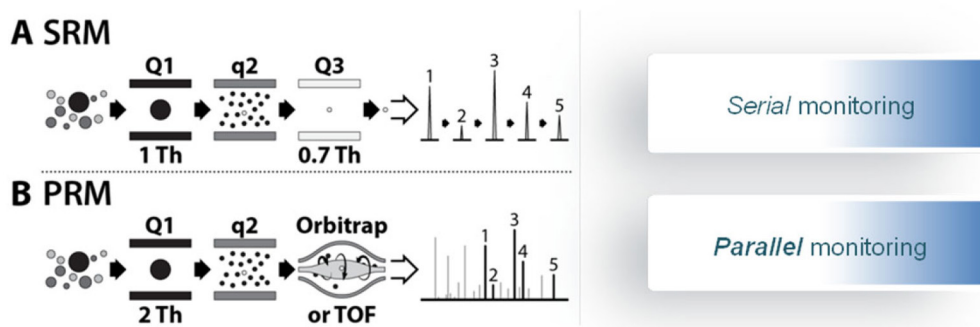 A SRM
Q1 q2 Q3
1 Th 0.7 Th
1 2 3 4 5
Serial monitoring
B PRM
Q1 q2 Orbitrap
2 Th or TOF
1 2 3 4 5
Parallel monitoring